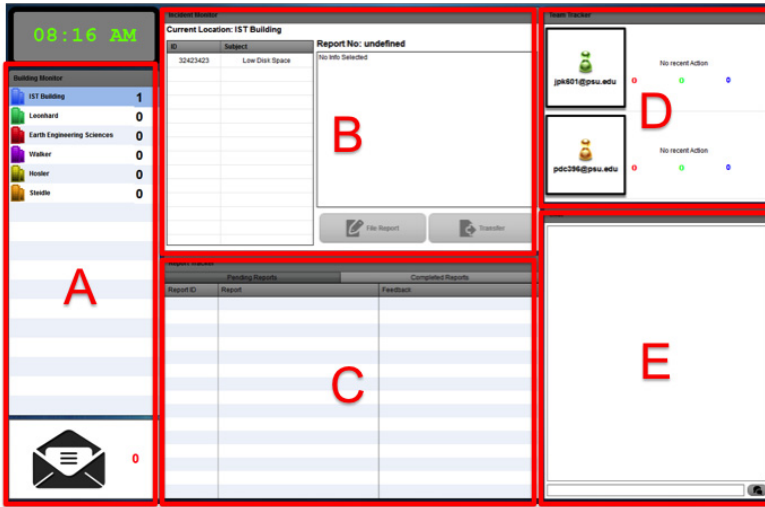 08:16 AM
Building Monitor
IST Building 1
Leonhard 0
Earth Engineering Sciences 0
Walker 0
Hosler 0
Steidle 0
A
0
Incident Monitor
Current Location: IST Building
ID Subject
32423423 Low Disk Space
Report No: undefined
No Info Selected
B
File Report
Transfer
Report Tracker
Pending Reports Completed Reports
Report ID Report Feedback
C
Team Tracker
jpk601@psu.edu
No recent Action
0 0 0
D
pdc396@psu.edu
No recent Action
0 0 0
E